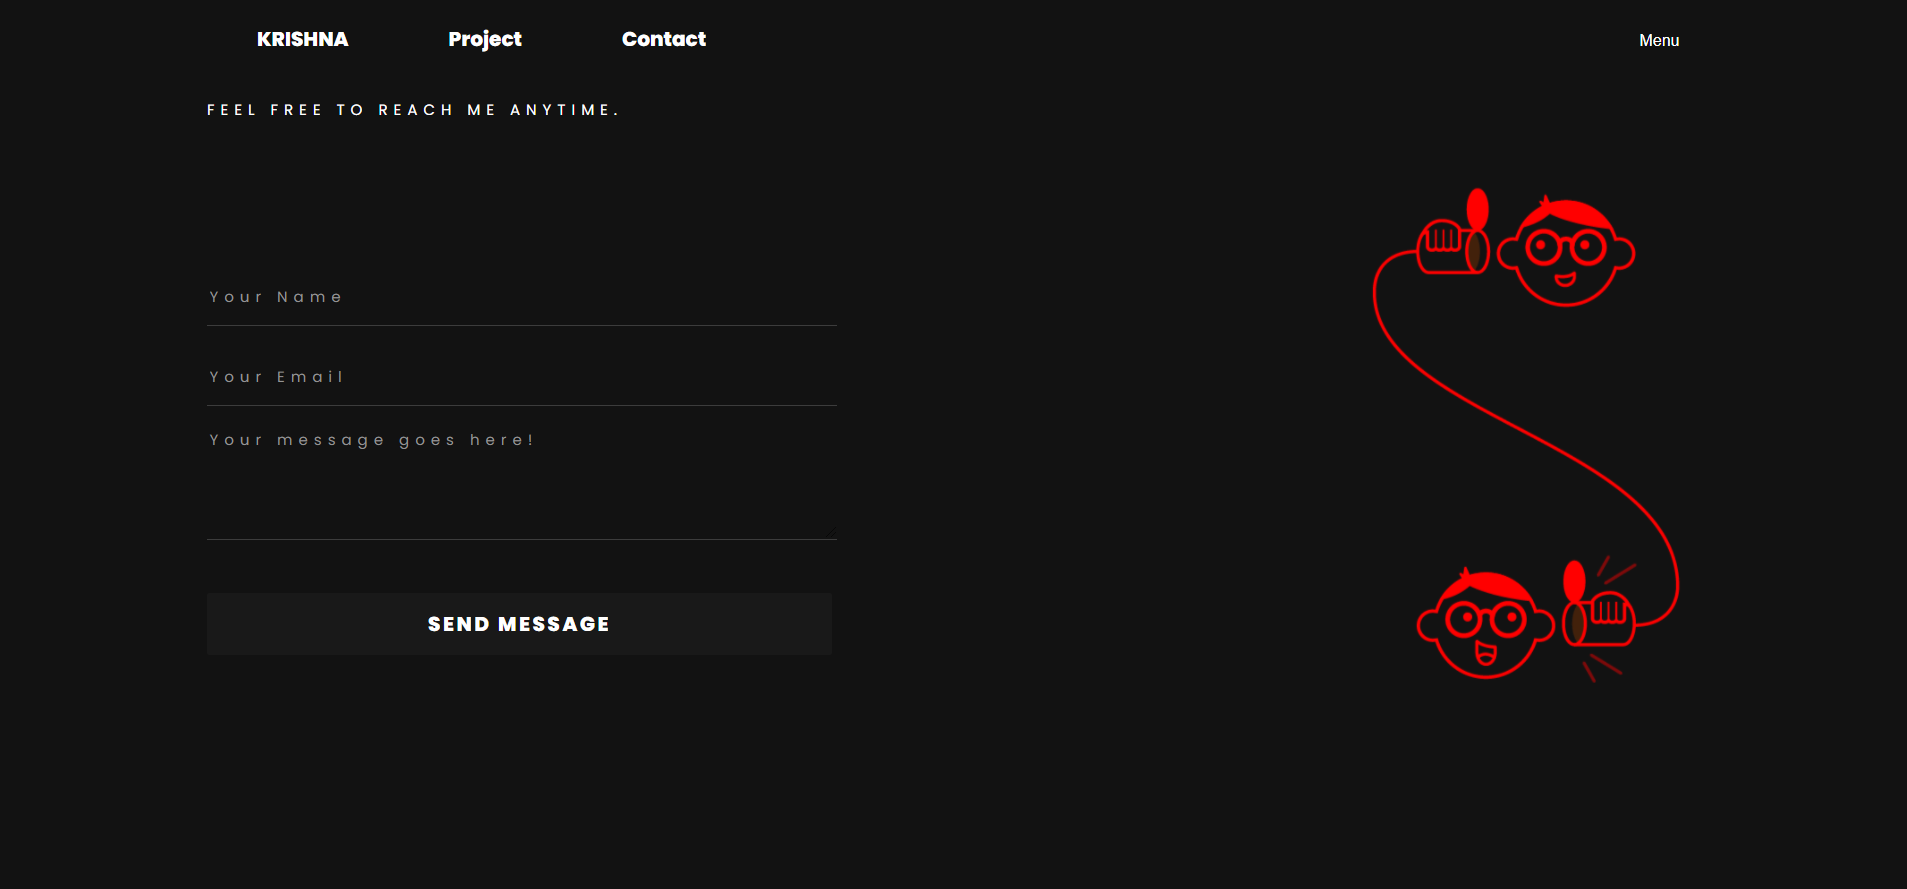 KRISHNA Project Contact Menu
FEEL FREE TO REACH ME ANYTIME.
Your Name
Your Email
Your message goes here!
SEND MESSAGE